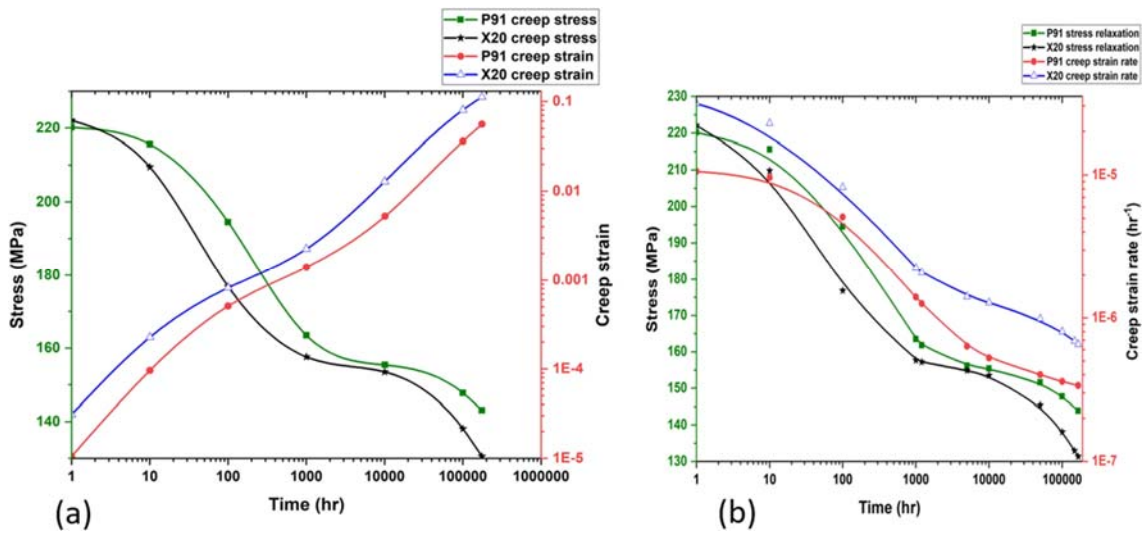 P91 creep stress
X20 creep stress
P91 creep strain
X20 creep strain
220
200
180
160
140
Stress (MPa)
0.1
0.01
0.001
1E-4
1E-5
Creep strain
1 10 100 1000 10000 100000 1000000
Time (hr)
(a)
P91 stress relaxation
X20 stress relaxation
P91 creep strain rate
X20 creep strain rate
230
220
210
200
190
180
170
160
150
140
130
Stress (MPa)
1E-5
1E-6
1E-7
Creep strain rate (hr⁻¹)
1 10 100 1000 10000 100000
Time (hr)
(b)